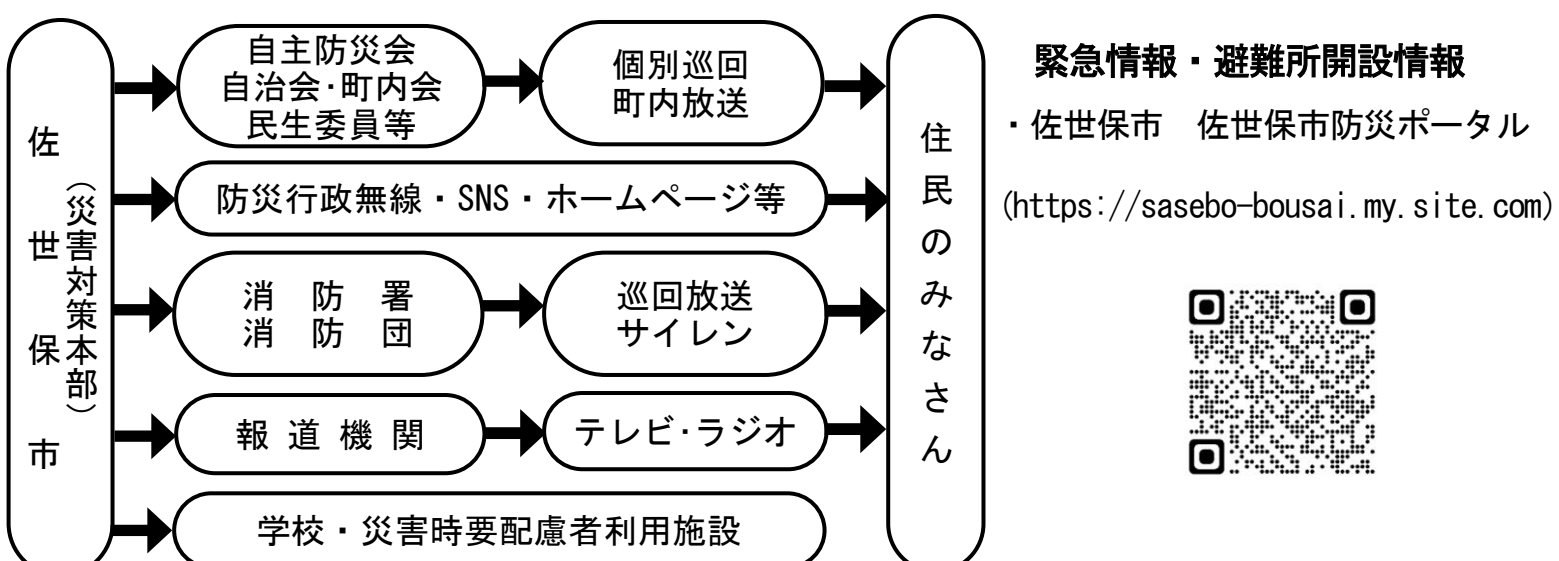 佐世保市
(災害対策本部)
自主防災会
自治会・町内会
民生委員等
個別巡回
町内放送
防災行政無線・SNS・ホームページ等
消防署
消防団
巡回放送
サイレン
報道機関
テレビ・ラジオ
学校・災害時要配慮者利用施設
住民のみなさん
緊急情報・避難所開設情報
・佐世保市 佐世保市防災ポータル
(https://sasebo-bousai.my.site.com)